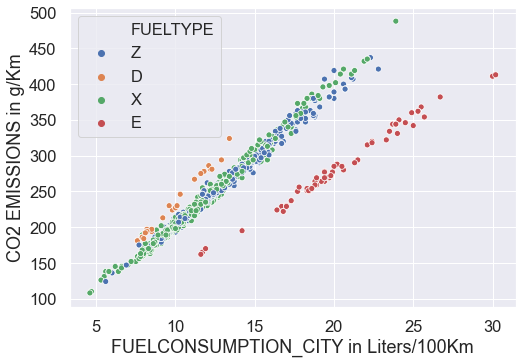 500
450
400
350
300
250
200
150
100
CO2 EMISSIONS in g/Km
FUELTYPE
Z
D
X
E
5 10 15 20 25 30
FUELCONSUMPTION_CITY in Liters/100Km